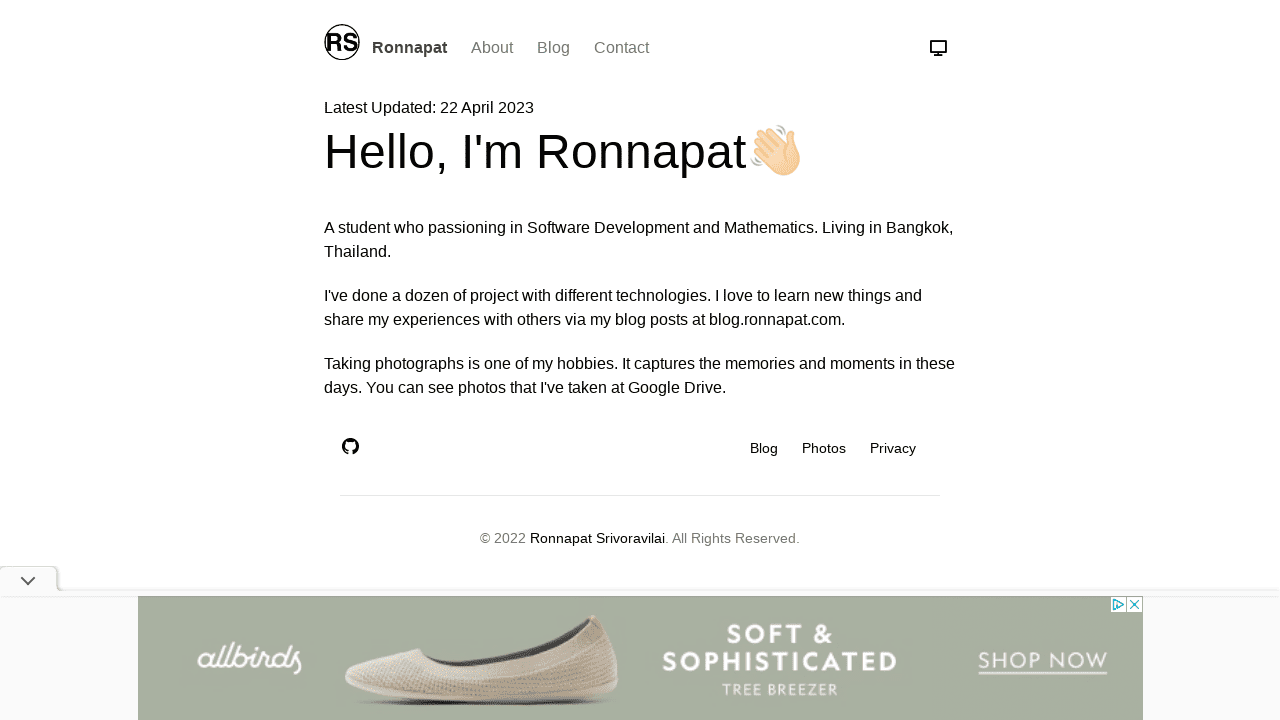 RS Ronnapat About Blog Contact
Latest Updated: 22 April 2023
Hello, I'm Ronnapat
A student who passioning in Software Development and Mathematics. Living in Bangkok,
Thailand.
I've done a dozen of project with different technologies. I love to learn new things and
share my experiences with others via my blog posts at blog.ronnapat.com.
Taking photographs is one of my hobbies. It captures the memories and moments in these
days. You can see photos that I've taken at Google Drive.
Blog Photos Privacy
© 2022 Ronnapat Srivoravilai. All Rights Reserved.
allbirds
SOFT &
SOPHISTICATED
TREE BREEZER
SHOP NOW